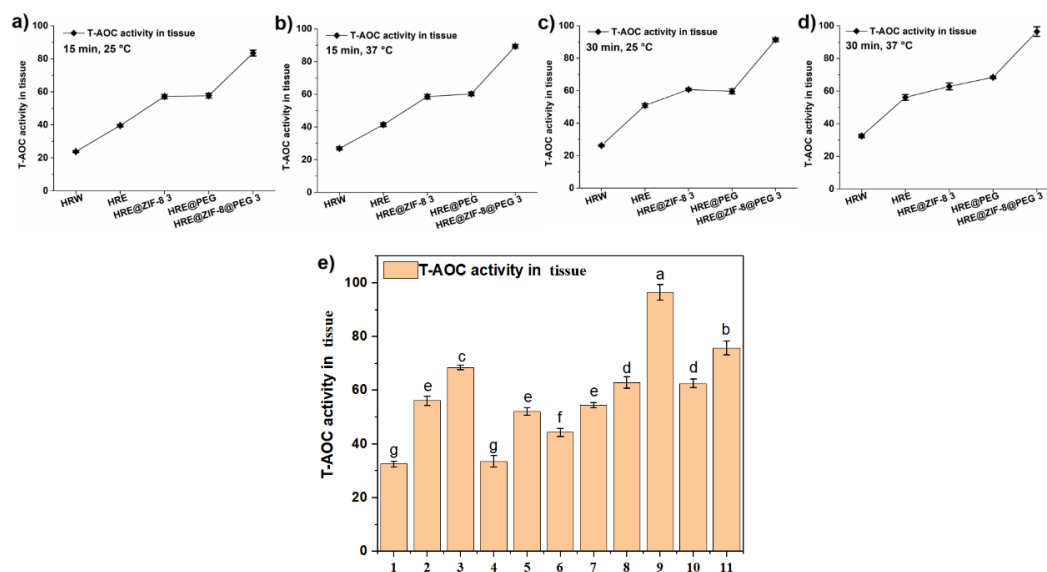 a)
T-AOC activity in tissue
15 min, 25 °C
T-AOC activity in tissue
100
80
60
40
20
0
HRW
HRE
HRE@ZIF-8 3
HRE@PEG
HRE@ZIF-8@PEG 3
b)
T-AOC activity in tissue
15 min, 37 °C
T-AOC activity in tissue
100
80
60
40
20
0
HRW
HRE
HRE@ZIF-8 3
HRE@PEG
HRE@ZIF-8@PEG 3
c)
T-AOC activity in tissue
30 min, 25 °C
T-AOC activity in tissue
100
80
60
40
20
0
HRW
HRE
HRE@ZIF-8 3
HRE@PEG
HRE@ZIF-8@PEG 3
d)
T-AOC activity in tissue
30 min, 37 °C
T-AOC activity in tissue
100
80
60
40
20
0
HRW
HRE
HRE@ZIF-8 3
HRE@PEG
HRE@ZIF-8@PEG 3
e)
T-AOC activity in tissue
T-AOC activity in tissue
100
80
60
40
20
0
g
e
c
g
e
f
e
d
a
d
b
1 2 3 4 5 6 7 8 9 10 11